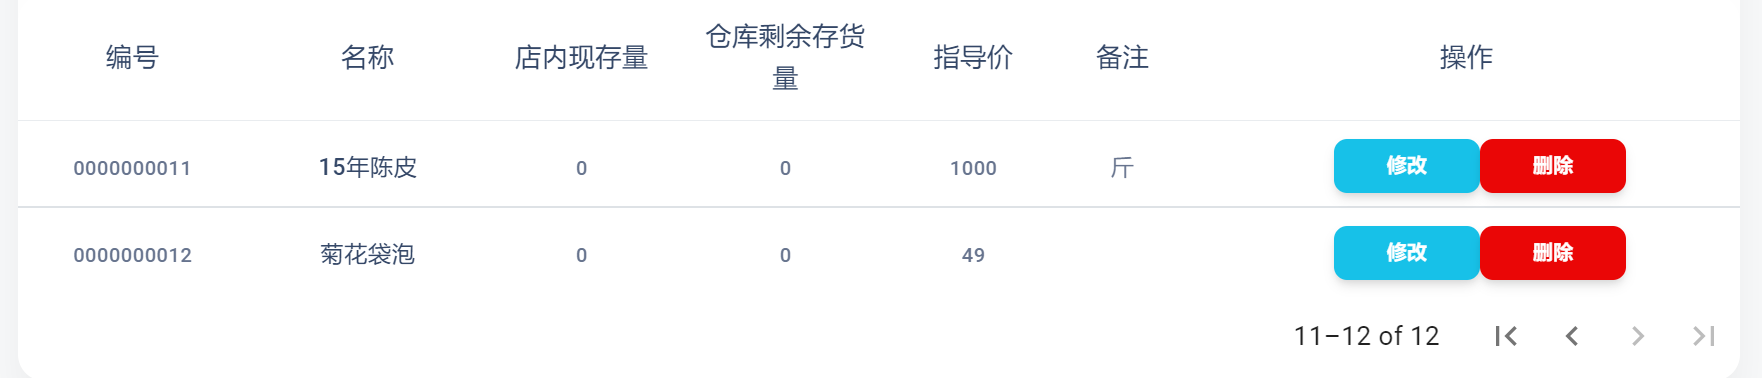 编号 名称 店内现存量 仓库剩余存货量 指导价 备注 操作
0000000011 15年陈皮 0 0 1000 斤 修改 删除
0000000012 菊花袋泡 0 0 49 修改 删除
11–12 of 12